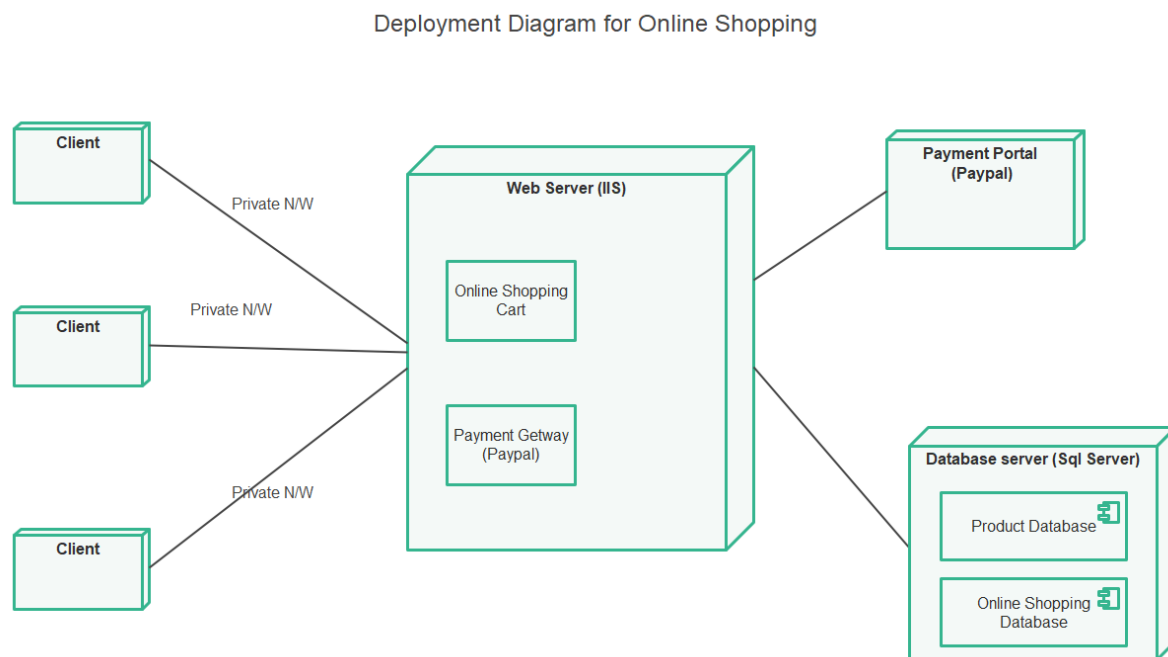 Deployment Diagram for Online Shopping
Client
Private N/W
Client
Private N/W
Client
Private N/W
Web Server (IIS)
Online Shopping
Cart
Payment Getway
(Paypal)
Payment Portal
(Paypal)
Database server (Sql Server)
Product Database
Online Shopping
Database